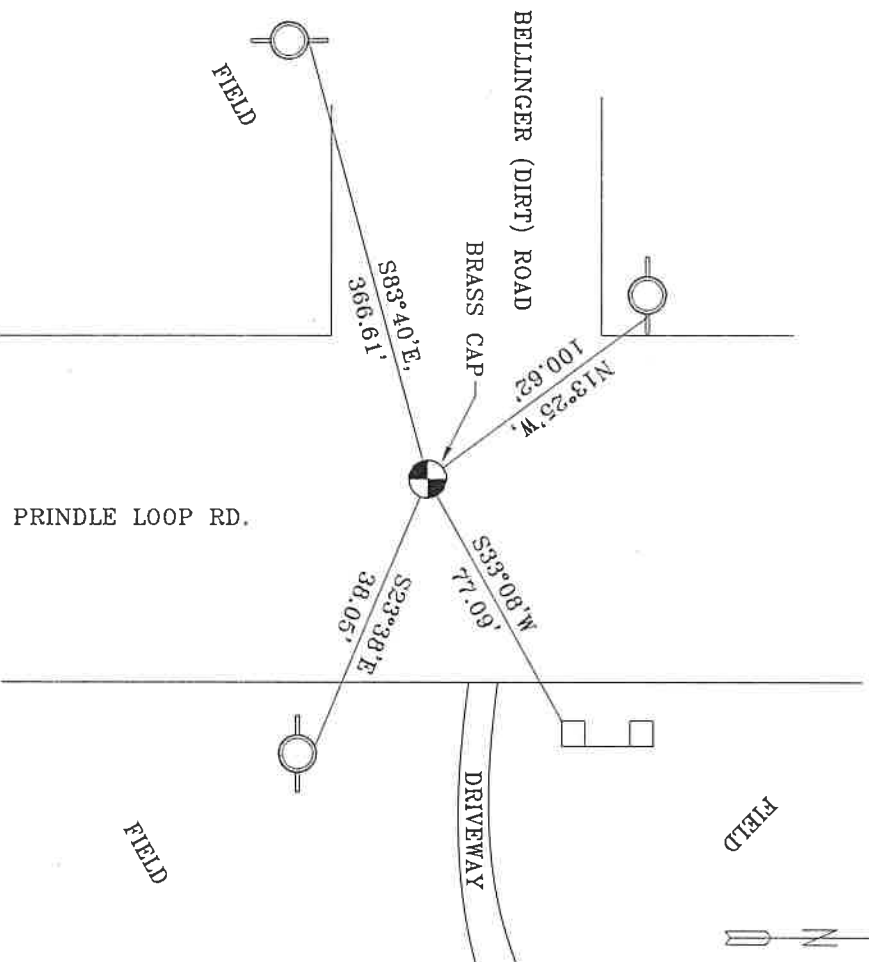 BELLINGER (DIRT) ROAD
FIELD
BRASS CAP
S83°40'E,
366.61'
N13°25'W,
100.62'
PRINDLE LOOP RD.
S33°08'W
77.09'
S23°38'E
38.05'
DRIVEWAY
FIELD
FIELD
N